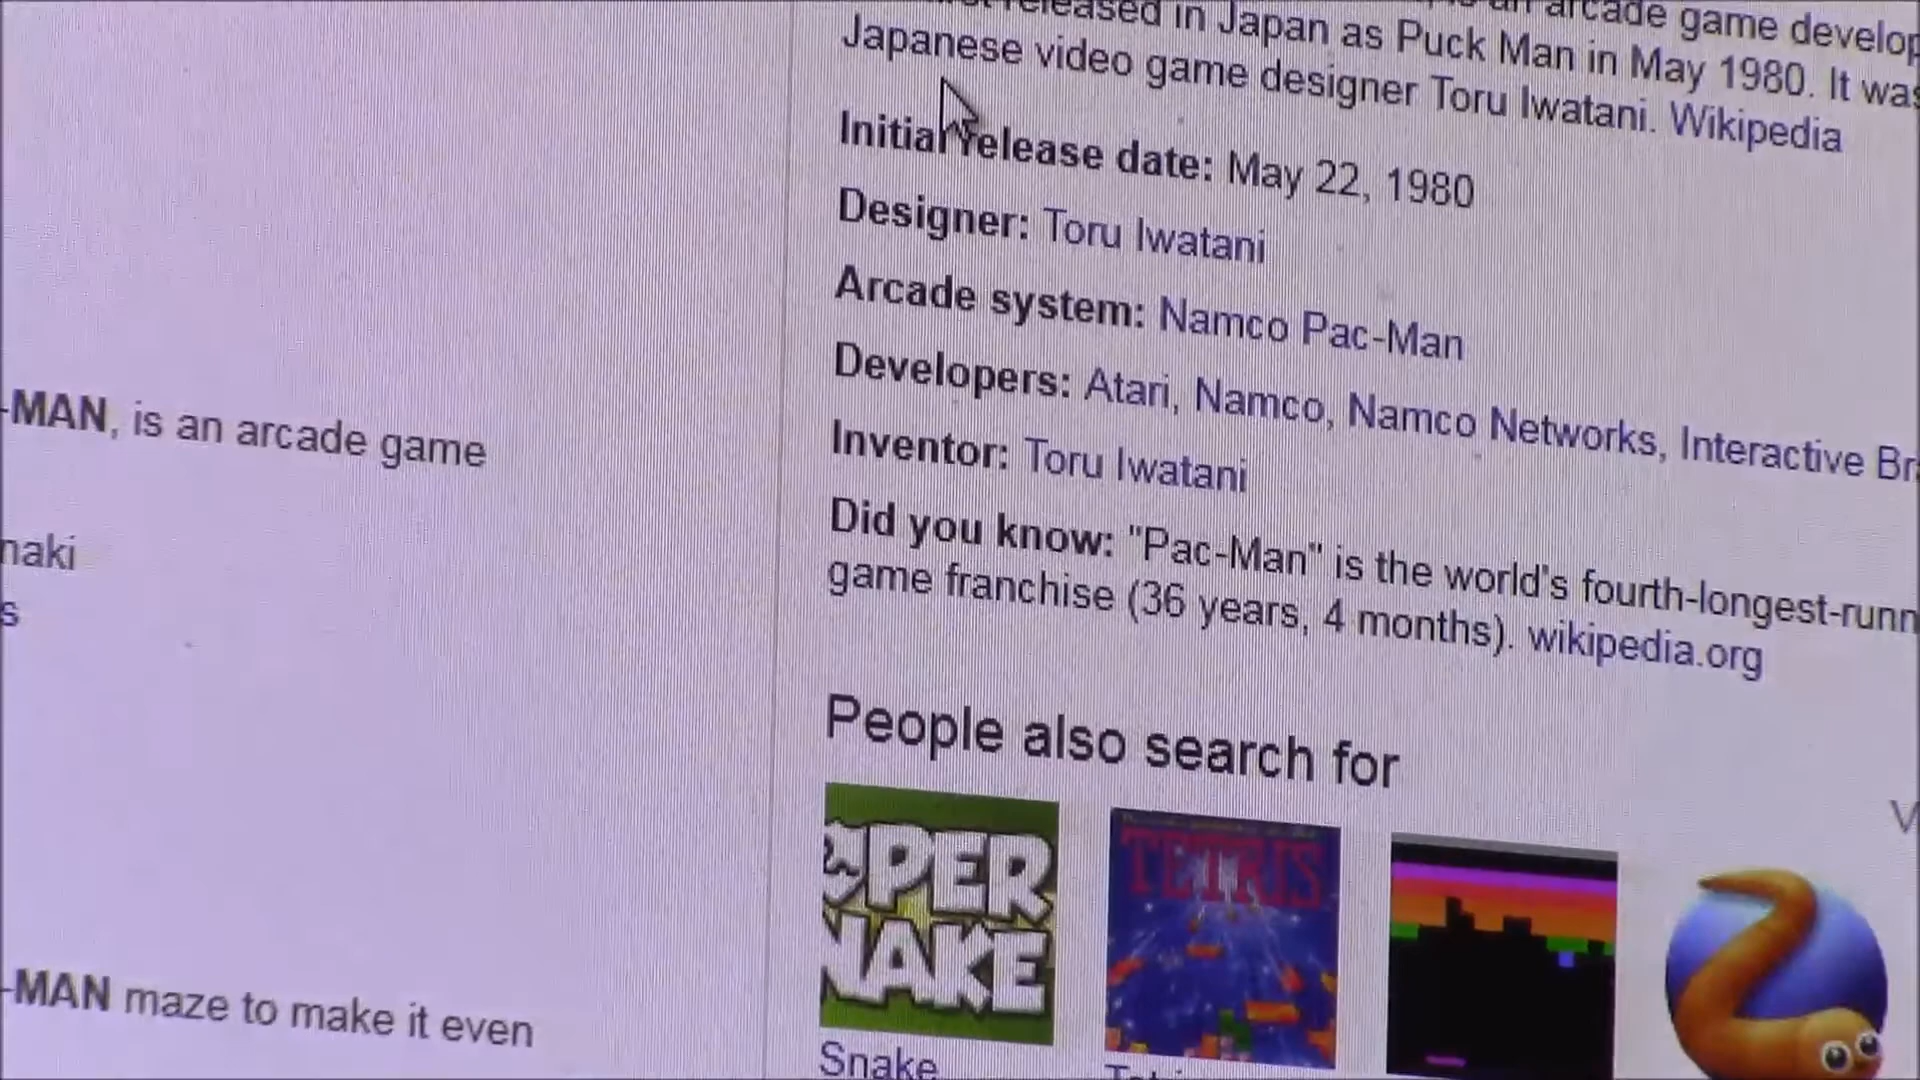 released in Japan as Puck Man in May 1980. It was
an arcade game
Japanese video game designer Toru Iwatani. Wikipedia
Initial release date: May 22, 1980
Designer: Toru Iwatani
Arcade system: Namco Pac-Man
Developers: Atari, Namco, Namco Networks, Interactive
Inventor: Toru Iwatani
Did you know: "Pac-Man" is the world's fourth-longest-runn
game franchise (36 years, 4 months). wikipedia.org
People also search for
TETRIS
Snake
-MAN, is an arcade game
naki
s
-MAN maze to make it even